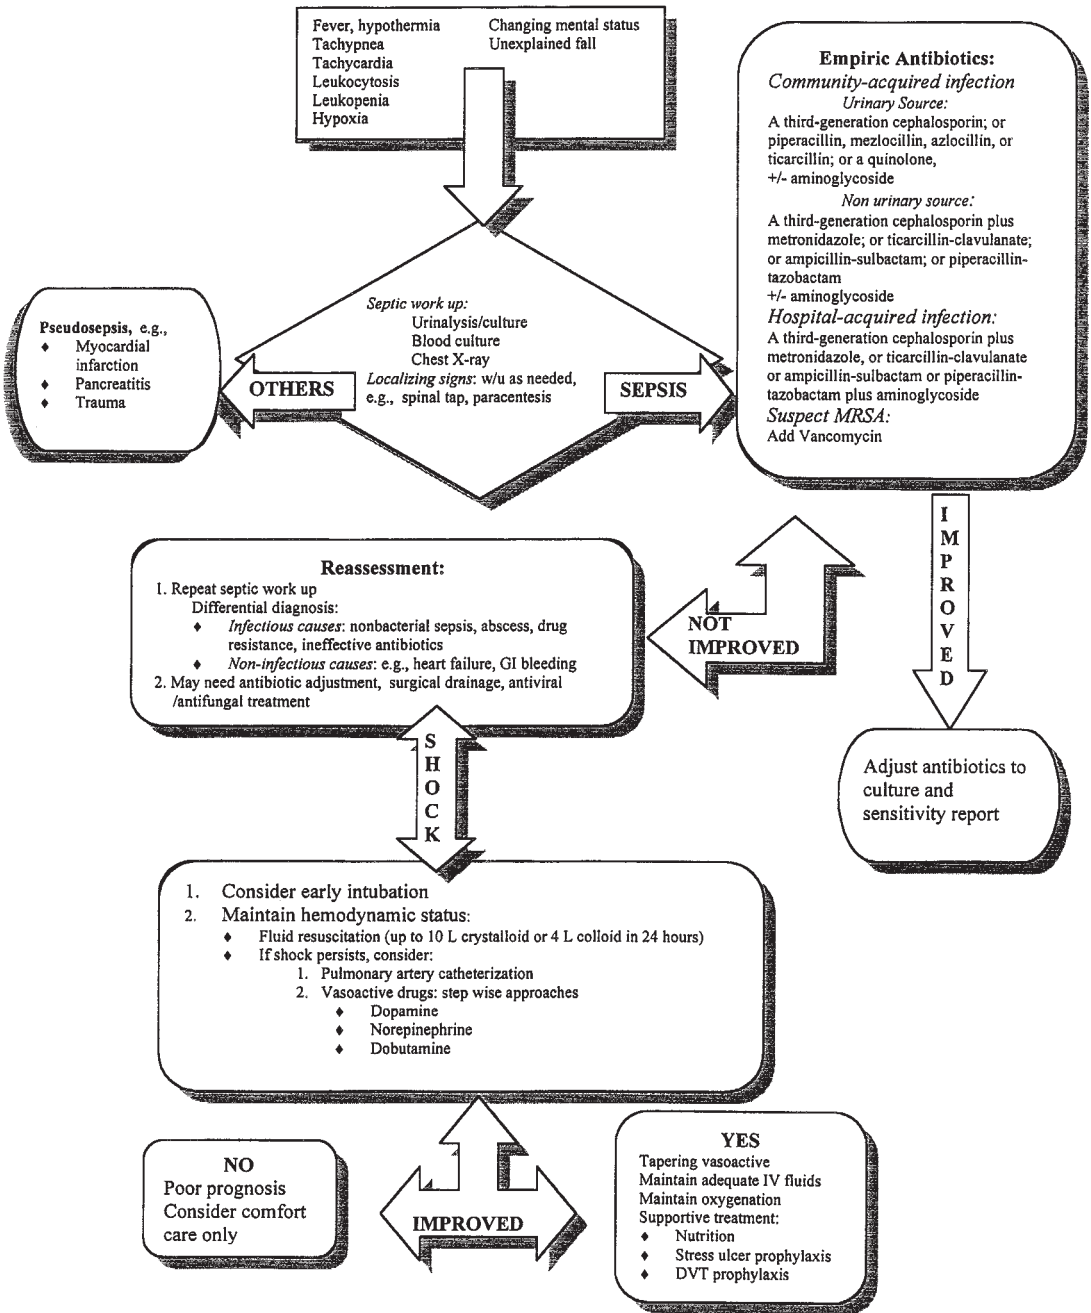 Fever, hypothermia
Tachypnea
Tachycardia
Leukocytosis
Leukopenia
Hypoxia
Changing mental status
Unexplained fall
Septic work up:
Urinalysis/culture
Blood culture
Chest X-ray
Localizing signs: w/u as needed,
e.g., spinal tap, paracentesis
OTHERS
SEPSIS
Pseudosepsis, e.g.,
♦ Myocardial
infarction
♦ Pancreatitis
♦ Trauma
Empiric Antibiotics:
Community-acquired infection
Urinary Source:
A third-generation cephalosporin; or
piperacillin, mezlocillin, azlocillin, or
ticarcillin; or a quinolone,
+/- aminoglycoside
Non urinary source:
A third-generation cephalosporin plus
metronidazole; or ticarcillin-clavulanate;
or ampicillin-sulbactam; or piperacillin-
tazobactam
+/- aminoglycoside
Hospital-acquired infection:
A third-generation cephalosporin plus
metronidazole, or ticarcillin-clavulanate
or ampicillin-sulbactam or piperacillin-
tazobactam plus aminoglycoside
Suspect MRSA:
Add Vancomycin
IMPROVED
NOT
IMPROVED
Reassessment:
1. Repeat septic work up
Differential diagnosis:
♦ Infectious causes: nonbacterial sepsis, abscess, drug
resistance, ineffective antibiotics
♦ Non-infectious causes: e.g., heart failure, GI bleeding
2. May need antibiotic adjustment, surgical drainage, antiviral
/antifungal treatment
Adjust antibiotics to
culture and
sensitivity report
SHOCK
1. Consider early intubation
2. Maintain hemodynamic status:
♦ Fluid resuscitation (up to 10 L crystalloid or 4 L colloid in 24 hours)
♦ If shock persists, consider:
1. Pulmonary artery catheterization
2. Vasoactive drugs: step wise approaches
♦ Dopamine
♦ Norepinephrine
♦ Dobutamine
NO
Poor prognosis
Consider comfort
care only
IMPROVED
YES
Tapering vasoactive
Maintain adequate IV fluids
Maintain oxygenation
Supportive treatment:
♦ Nutrition
♦ Stress ulcer prophylaxis
♦ DVT prophylaxis